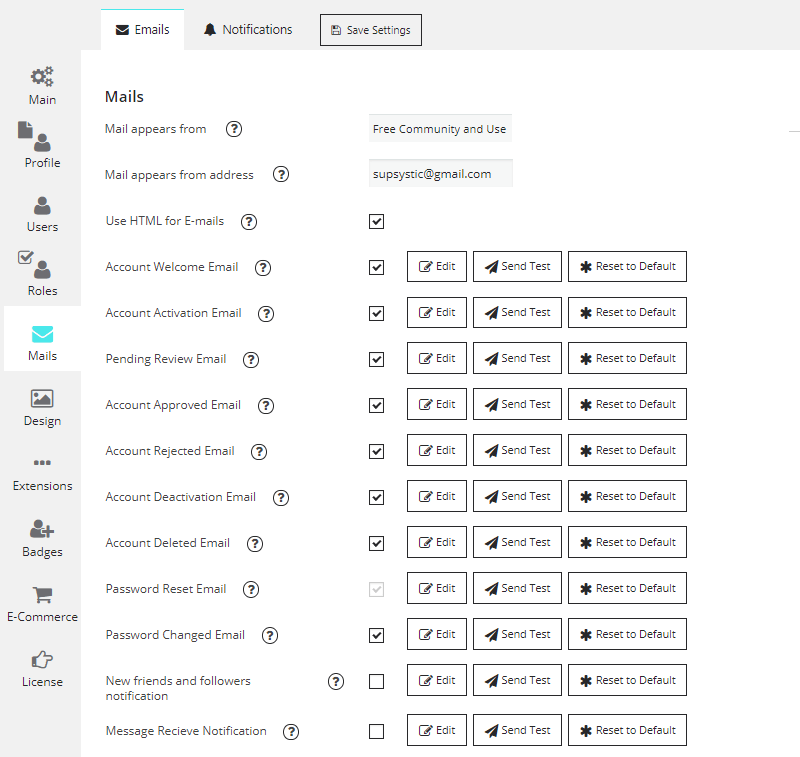 Emails
Notifications
Save Settings
Main
Profile
Users
Roles
Mails
Design
Extensions
Badges
E-Commerce
License
Mails
Mail appears from ? Free Community and Use
Mail appears from address ? supsystic@gmail.com
Use HTML for E-mails ?
Account Welcome Email ? Edit Send Test Reset to Default
Account Activation Email ? Edit Send Test Reset to Default
Pending Review Email ? Edit Send Test Reset to Default
Account Approved Email ? Edit Send Test Reset to Default
Account Rejected Email ? Edit Send Test Reset to Default
Account Deactivation Email ? Edit Send Test Reset to Default
Account Deleted Email ? Edit Send Test Reset to Default
Password Reset Email ? Edit Send Test Reset to Default
Password Changed Email ? Edit Send Test Reset to Default
New friends and followers ? Edit Send Test Reset to Default
notification
Message Recieve Notification ? Edit Send Test Reset to Default